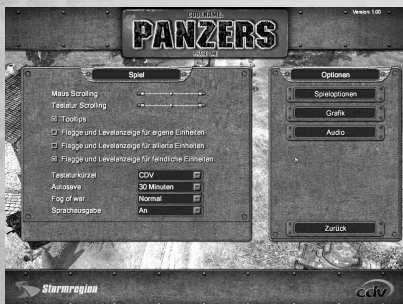 Version: 1.00
CODENAME:
PANZERS
PHASE ONE
Spiel
Maus Scrolling
Tastatur Scrolling
Tooltips
Flagge und Levelanzeige für eigene Einheiten
Flagge und Levelanzeige für allierte Einheiten
Flagge und Levelanzeige für feindliche Einheiten
Tastaturkürzel CDV
Autosave 30 Minuten
Fog of war Normal
Sprachausgabe An
Optionen
Spieloptionen
Grafik
Audio
Zurück
Stormregion
cdv